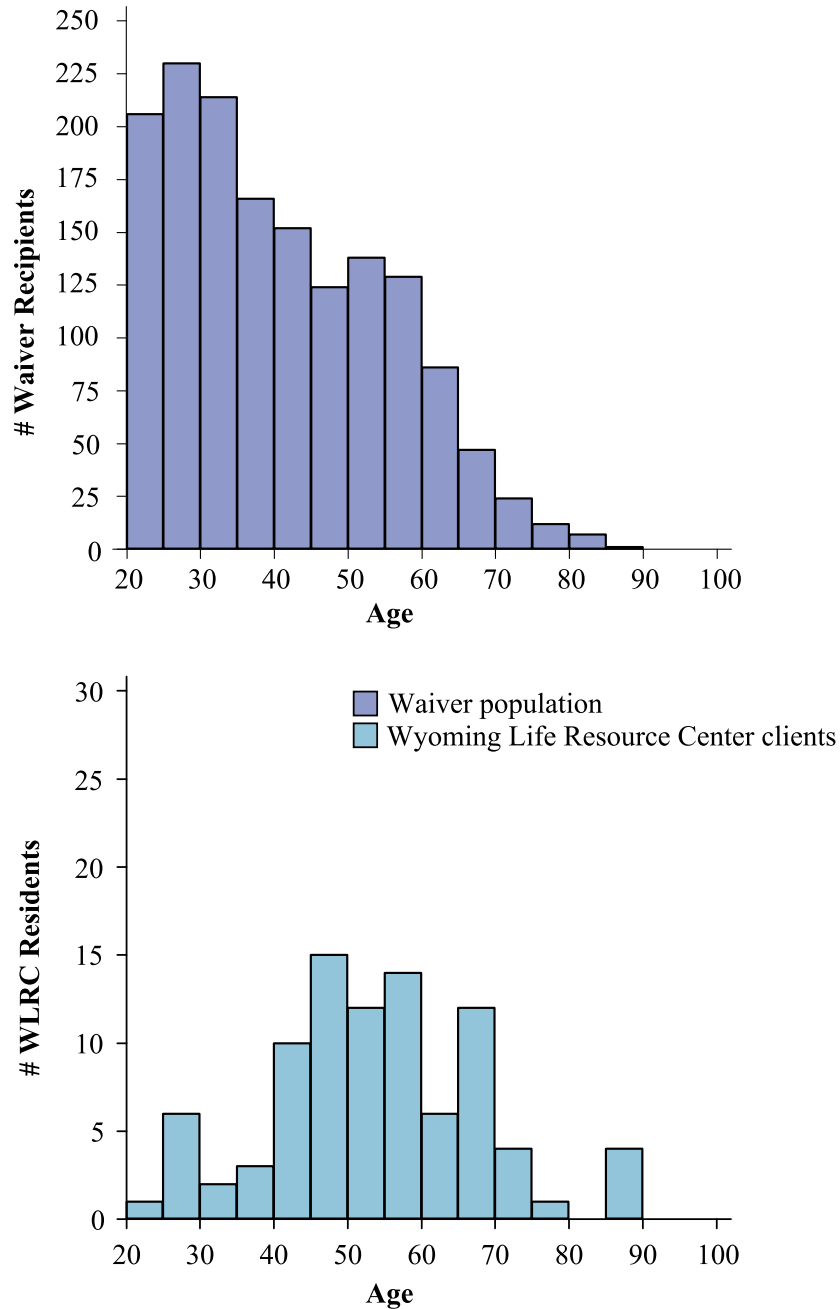 250
225
200
175
150
125
100
75
50
25
0
# Waiver Recipients
20 30 40 50 60 70 80 90 100
Age
Waiver population
Wyoming Life Resource Center clients
30
25
20
15
10
5
0
# WLRC Residents
20 30 40 50 60 70 80 90 100
Age